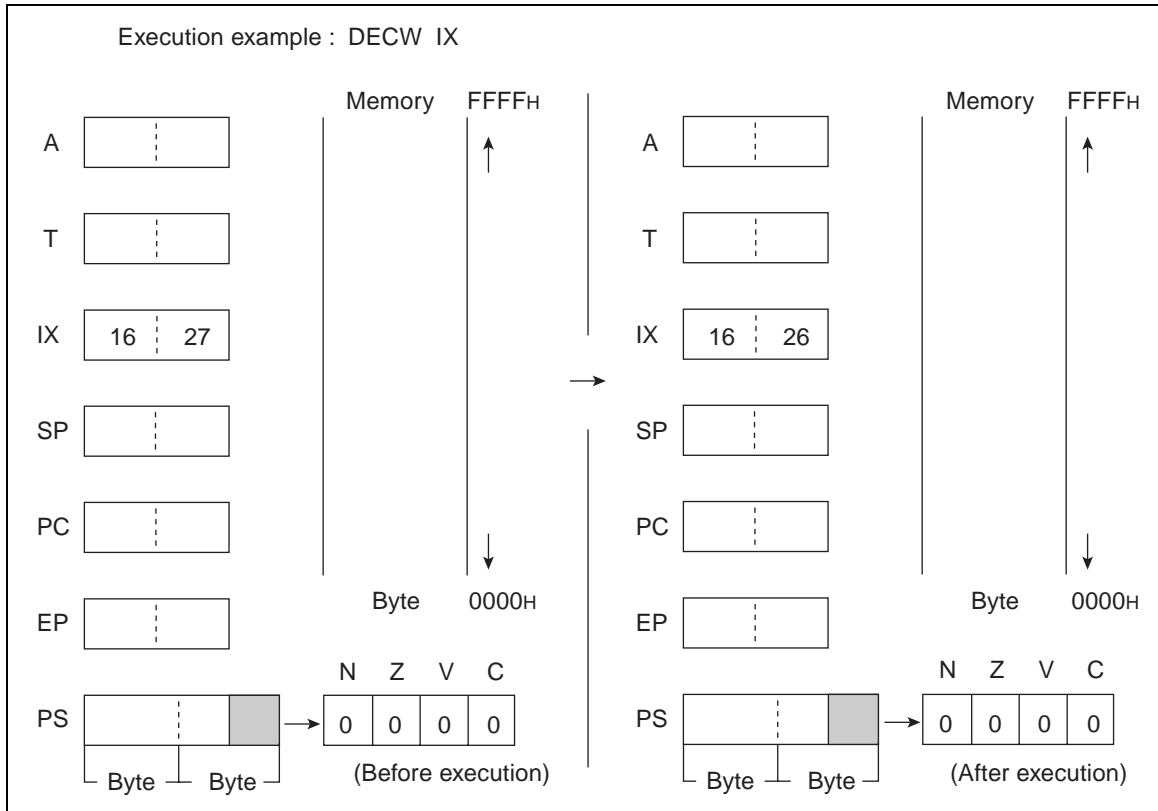 Execution example : DECW IX
Memory FFFFH
A
T
IX 16 27
SP
PC
EP
Byte 0000H
N Z V C
PS 0 0 0 0
Byte Byte
(Before execution)
Memory FFFFH
A
T
IX 16 26
SP
PC
EP
Byte 0000H
N Z V C
PS 0 0 0 0
Byte Byte
(After execution)